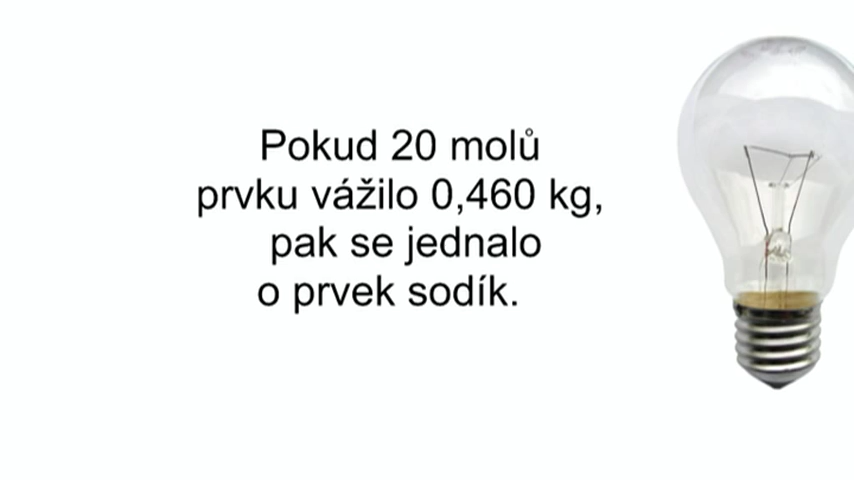 Pokud 20 molů
prvku vážilo 0,460 kg,
pak se jednalo
o prvek sodík.